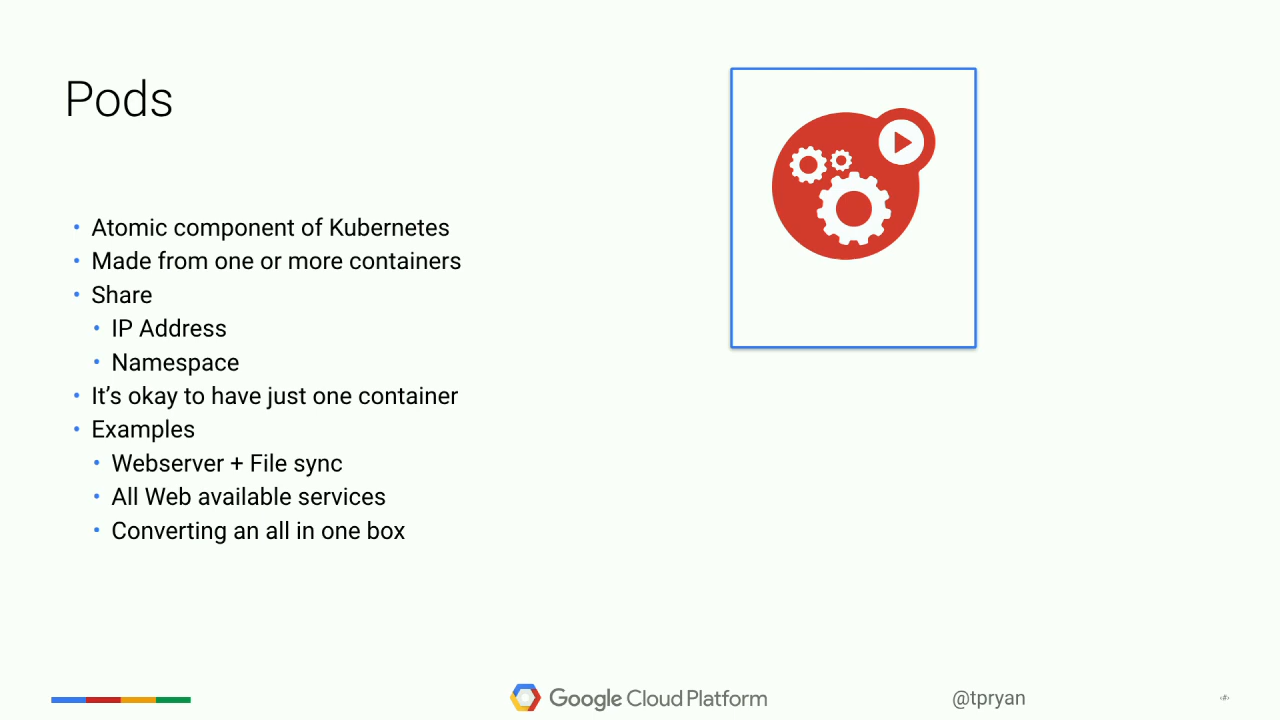 Pods
• Atomic component of Kubernetes
• Made from one or more containers
• Share
• IP Address
• Namespace
• It’s okay to have just one container
• Examples
• Webserver + File sync
• All Web available services
• Converting an all in one box
Google Cloud Platform
@tpryan